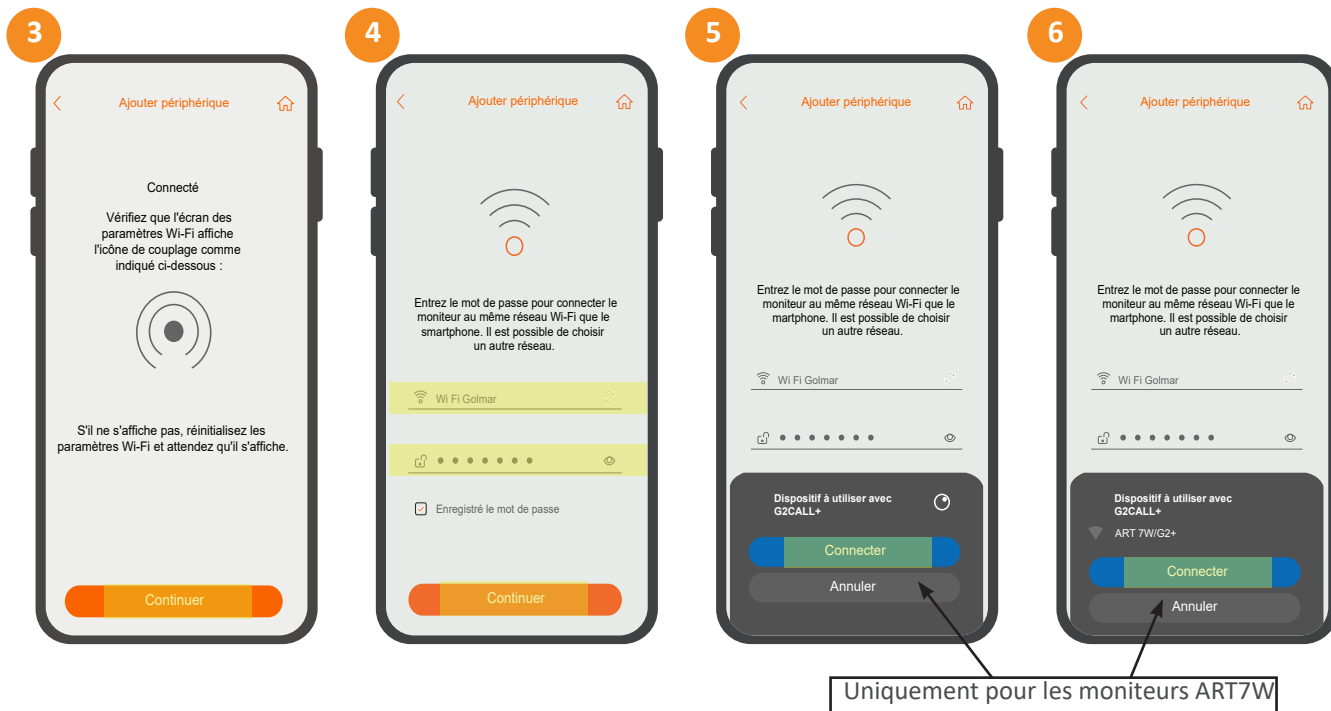 3
Ajouter périphérique
Connecté
Vérifiez que l'écran des
paramètres Wi-Fi affiche
l'icône de couplage comme
indiqué ci-dessous :
S'il ne s'affiche pas, réinitialisez les
paramètres Wi-Fi et attendez qu'il s'affiche.
Continuer
4
Ajouter périphérique
Entrez le mot de passe pour connecter le
moniteur au même réseau Wi-Fi que le
smartphone. Il est possible de choisir
un autre réseau.
Wi Fi Golmar
Enregistré le mot de passe
Continuer
5
Ajouter périphérique
Entrez le mot de passe pour connecter le
moniteur au même réseau Wi-Fi que le
martphone. Il est possible de choisir
un autre réseau.
Wi Fi Golmar
Dispositif à utiliser avec
G2CALL+
Connecter
Annuler
6
Ajouter périphérique
Entrez le mot de passe pour connecter le
moniteur au même réseau Wi-Fi que le
martphone. Il est possible de choisir
un autre réseau.
Wi Fi Golmar
Dispositif à utiliser avec
G2CALL+
ART 7W/G2+
Connecter
Annuler
Uniquement pour les moniteurs ART7W